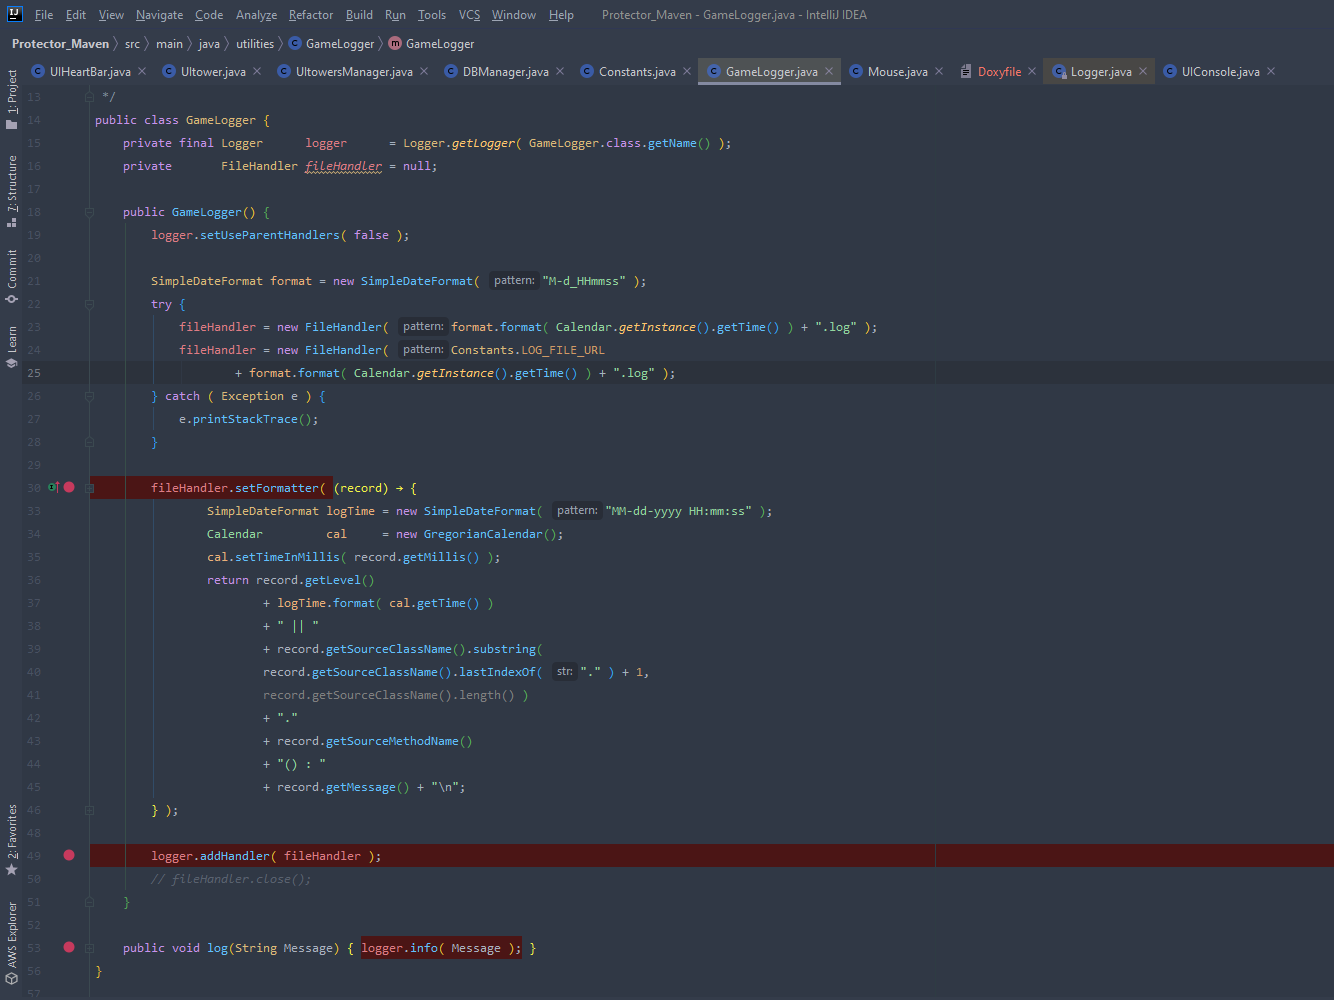 IJ File Edit View Navigate Code Analyze Refactor Build Run Tools VCS Window Help Protector_Maven - GameLogger.java - IntelliJ IDEA
Protector_Maven 〉 src 〉 main 〉 java 〉 utilities 〉 C GameLogger 〉 m GameLogger
C UIHeartBar.java × C UItower.java × C UItowersManager.java × C DBManager.java × C Constants.java × C GameLogger.java × C Mouse.java × Doxyfile × C Logger.java × C UIConsole.java ×
1: Project
7: Structure
Commit
Learn
2: Favorites
AWS Explorer
13 */
14 public class GameLogger {
15 private final Logger logger = Logger.getLogger( GameLogger.class.getName() );
16 private FileHandler fileHandler = null;
17
18 public GameLogger() {
19 logger.setUseParentHandlers( false );
20
21 SimpleDateFormat format = new SimpleDateFormat( pattern: "M-d_HHmmss" );
22 try {
23 fileHandler = new FileHandler( pattern: format.format( Calendar.getInstance().getTime() ) + ".log" );
24 fileHandler = new FileHandler( pattern: Constants.LOG_FILE_URL
25 + format.format( Calendar.getInstance().getTime() ) + ".log" );
26 } catch ( Exception e ) {
27 e.printStackTrace();
28 }
29
30 fileHandler.setFormatter( (record) → {
33 SimpleDateFormat logTime = new SimpleDateFormat( pattern: "MM-dd-yyyy HH:mm:ss" );
34 Calendar cal = new GregorianCalendar();
35 cal.setTimeInMillis( record.getMillis() );
36 return record.getLevel()
37 + logTime.format( cal.getTime() )
38 + " || "
39 + record.getSourceClassName().substring(
40 record.getSourceClassName().lastIndexOf( str: "." ) + 1,
41 record.getSourceClassName().length() )
42 + "."
43 + record.getSourceMethodName()
44 + "() : "
45 + record.getMessage() + "\n";
46 } );
48
49 logger.addHandler( fileHandler );
50 // fileHandler.close();
51 }
52
53 public void log(String Message) { logger.info( Message ); }
56 }
57